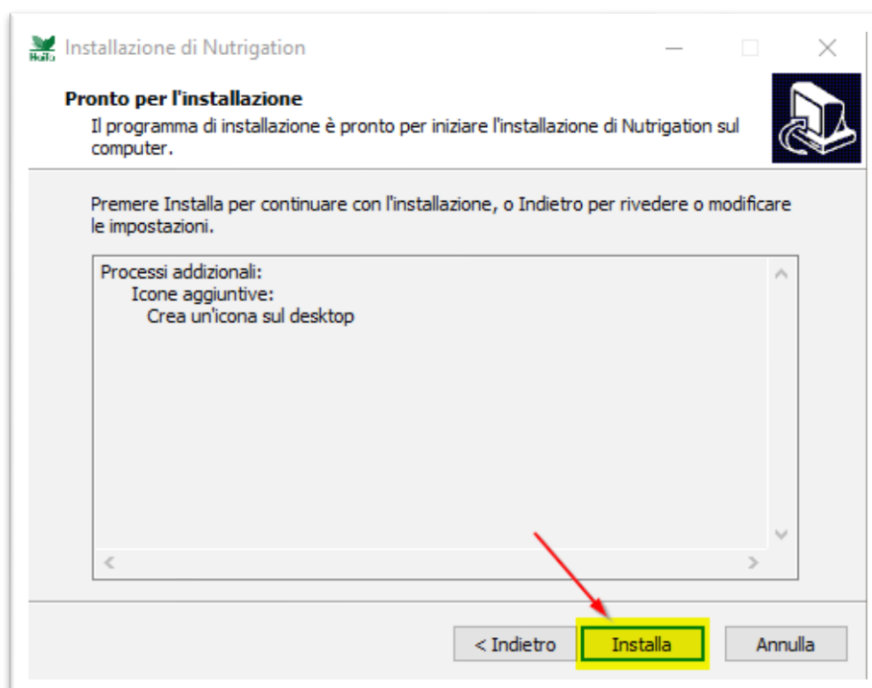 Haifa
Installazione di Nutrigation
Pronto per l'installazione
Il programma di installazione è pronto per iniziare l'installazione di Nutrigation sul
computer.
Premere Installa per continuare con l'installazione, o Indietro per rivedere o modificare
le impostazioni.
Processi addizionali:
Icone aggiuntive:
Crea un'icona sul desktop
< Indietro
Installa
Annulla